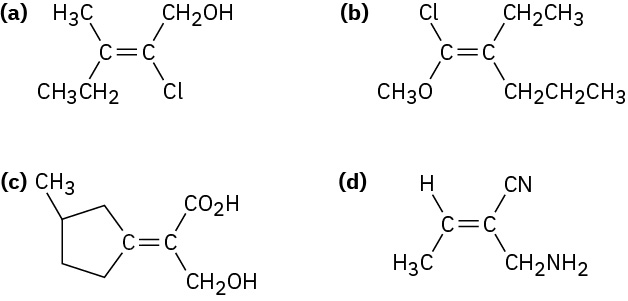 (a) H₃C CH₂OH
C=C
CH₃CH₂ Cl
(b) Cl CH₂CH₃
C=C
CH₃O CH₂CH₂CH₃
(c) CH₃
CO₂H
C=C
CH₂OH
(d) H CN
C=C
H₃C CH₂NH₂